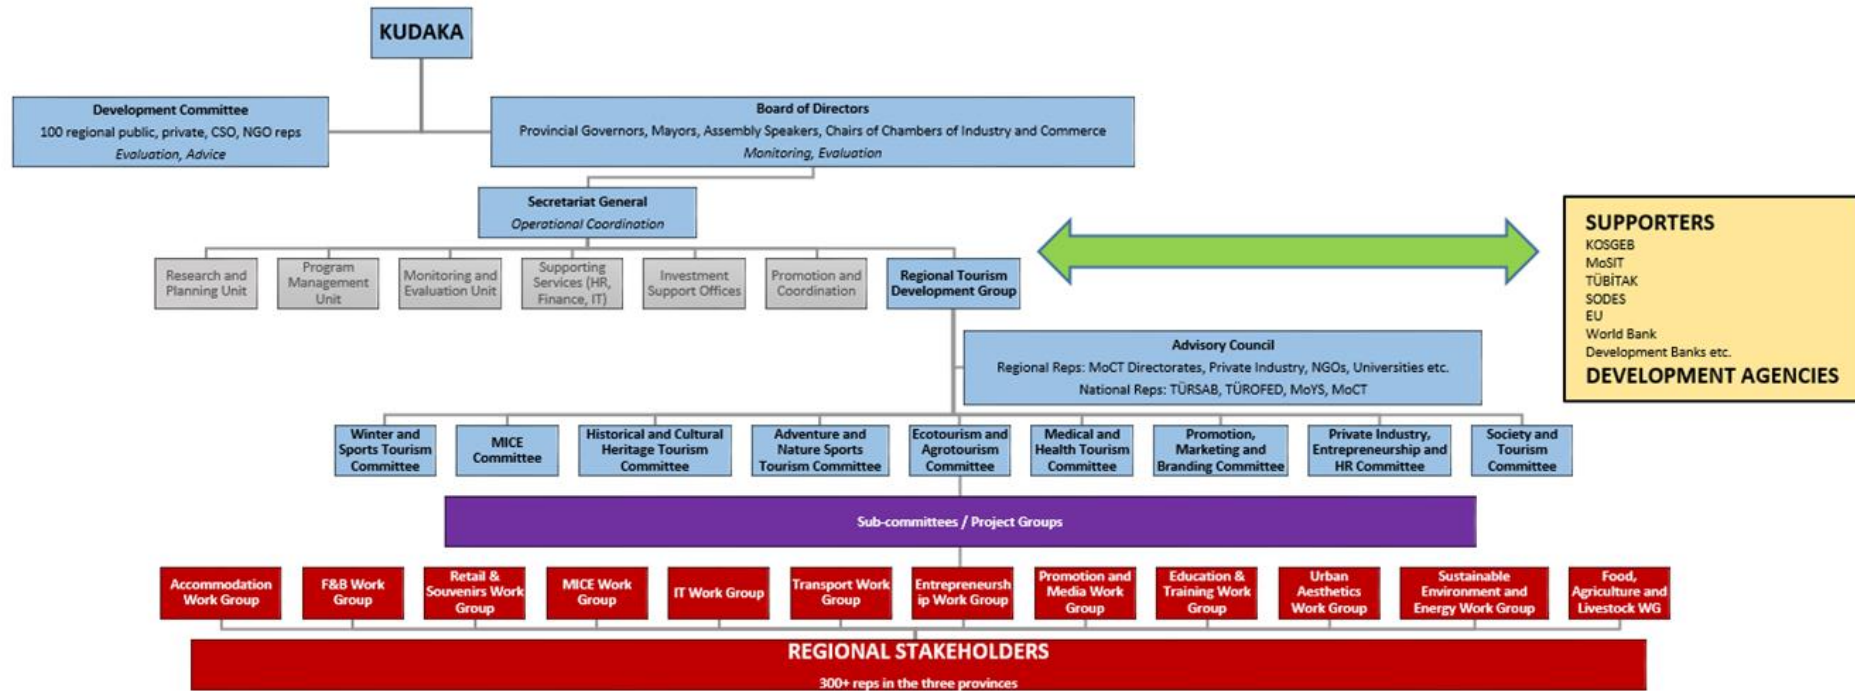 KUDAKA
Development Committee
100 regional public, private, CSO, NGO reps
Evaluation, Advice
Board of Directors
Provincial Governors, Mayors, Assembly Speakers, Chairs of Chambers of Industry and Commerce
Monitoring, Evaluation
Secretariat General
Operational Coordination
Research and
Planning Unit
Program
Management
Unit
Monitoring and
Evaluation Unit
Supporting
Services (HR,
Finance, IT)
Investment
Support Offices
Promotion and
Coordination
Regional Tourism
Development Group
SUPPORTERS
KOSGEB
MoSIT
TÜBİTAK
SODES
EU
World Bank
Development Banks etc.
DEVELOPMENT AGENCIES
Advisory Council
Regional Reps: MoCT Directorates, Private Industry, NGOs, Universities etc.
National Reps: TÜRSAB, TÜROFED, MoYS, MoCT
Winter and
Sports Tourism
Committee
MICE
Committee
Historical and Cultural
Heritage Tourism
Committee
Adventure and
Nature Sports
Tourism Committee
Ecotourism and
Agrotourism
Committee
Medical and
Health Tourism
Committee
Promotion,
Marketing and
Branding Committee
Private Industry,
Entrepreneurship and
HR Committee
Society and
Tourism
Committee
Sub-committees / Project Groups
Accommodation
Work Group
F&B Work
Group
Retail &
Souvenirs Work
Group
MICE Work
Group
IT Work Group
Transport Work
Group
Entrepreneursh
ip Work Group
Promotion and
Media Work
Group
Education &
Training Work
Group
Urban
Aesthetics
Work Group
Sustainable
Environment and
Energy Work Group
Food,
Agriculture and
Livestock WG
REGIONAL STAKEHOLDERS
300+ reps in the three provinces